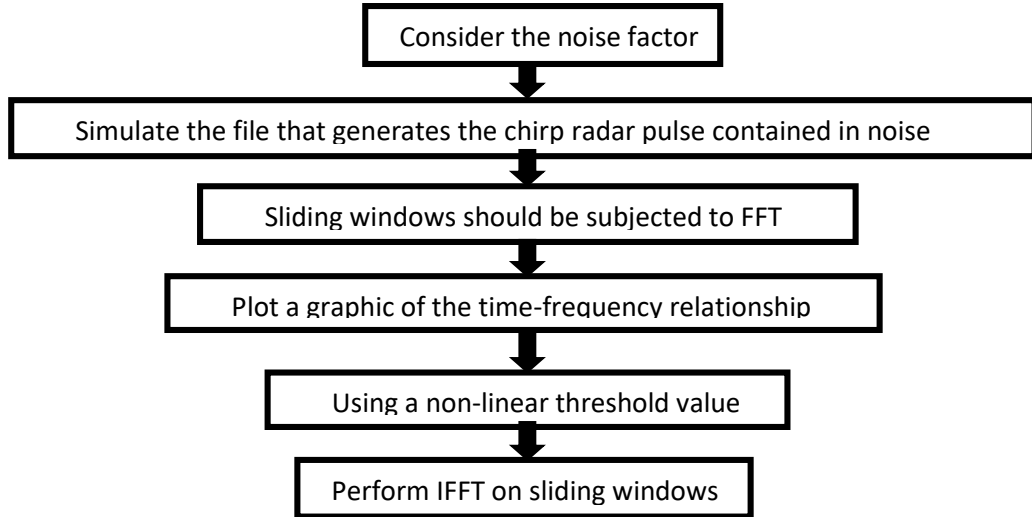 Consider the noise factor
Simulate the file that generates the chirp radar pulse contained in noise
Sliding windows should be subjected to FFT
Plot a graphic of the time-frequency relationship
Using a non-linear threshold value
Perform IFFT on sliding windows